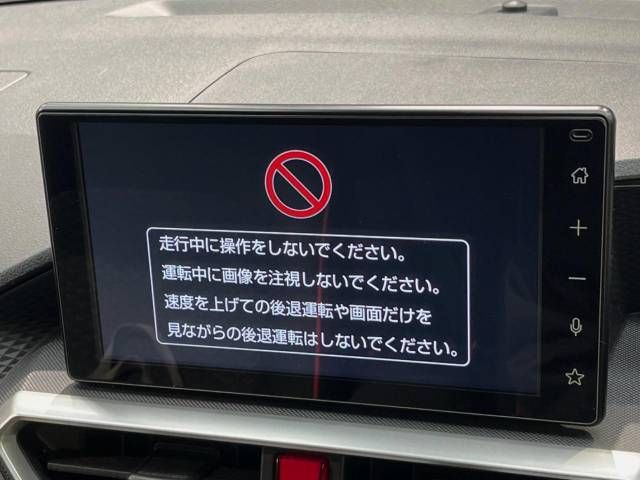 走行中に操作をしないでください。
運転中に画像を注視しないでください。
速度を上げての後退運転や画面だけを
見ながらの後退運転はしないでください。